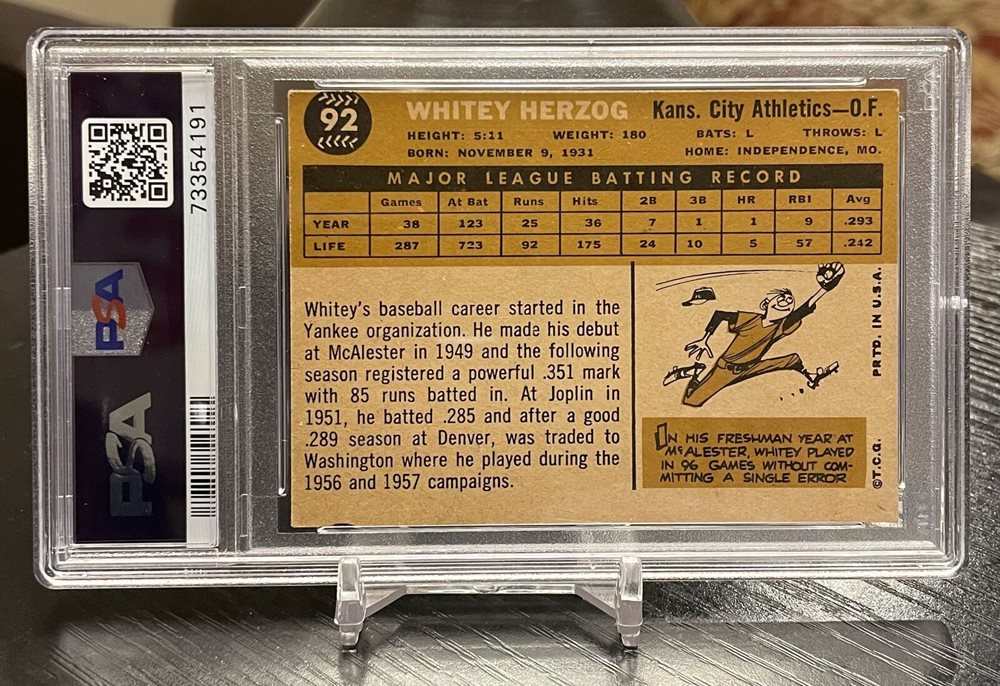 73354191
PSA
PSA
92
WHITEY HERZOG Kans. City Athletics—O.F.
HEIGHT: 5:11 WEIGHT: 180 BATS: L THROWS: L
BORN: NOVEMBER 9, 1931 HOME: INDEPENDENCE, MO.
MAJOR LEAGUE BATTING RECORD
Games At Bat Runs Hits 2B 3B HR RBI Avg
YEAR 38 123 25 36 7 1 1 9 .293
LIFE 287 723 92 175 24 10 5 57 .242
Whitey's baseball career started in the
Yankee organization. He made his debut
at McAlester in 1949 and the following
season registered a powerful .351 mark
with 85 runs batted in. At Joplin in
1951, he batted .285 and after a good
.289 season at Denver, was traded to
Washington where he played during the
1956 and 1957 campaigns.
IN HIS FRESHMAN YEAR AT
McALESTER, WHITEY PLAYED
IN 96 GAMES WITHOUT COM-
MITTING A SINGLE ERROR
©T.C.G. PRTD. IN U.S.A.